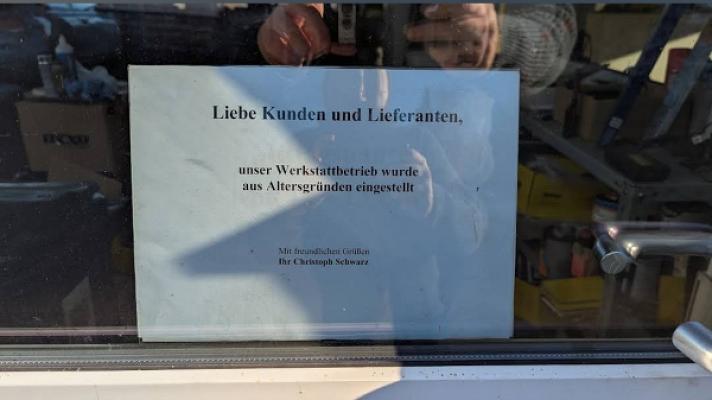 Liebe Kunden und Lieferanten,
unser Werkstattbetrieb wurde
aus Altersgründen eingestellt
Mit freundlichen Grüßen
Ihr Christoph Schwarz